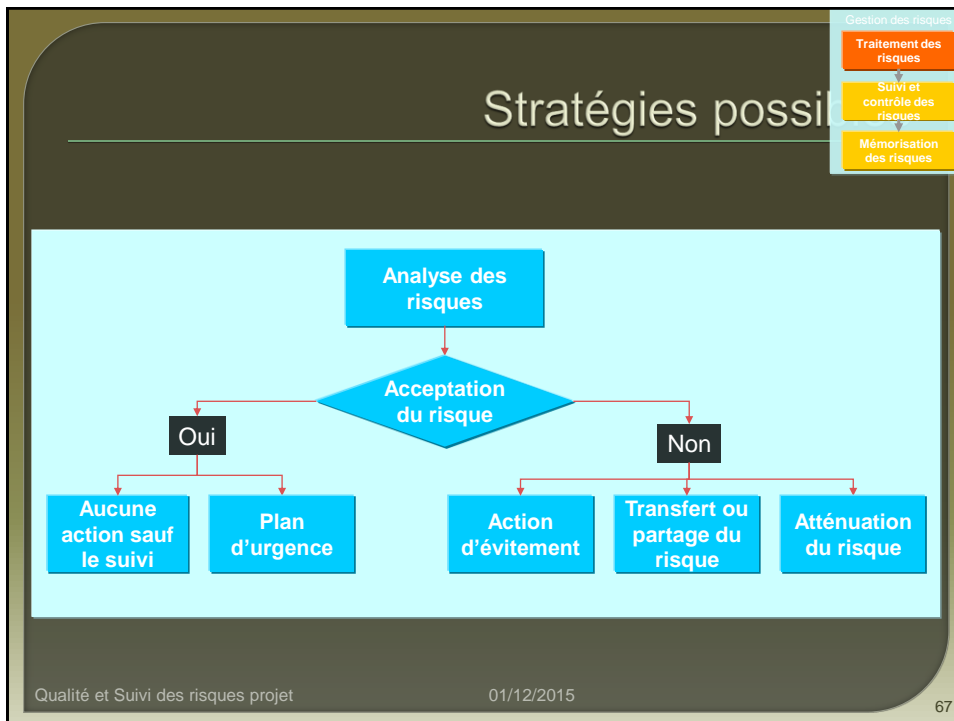 Gestion des risques
Traitement des
risques
Suivi et
contrôle des
risques
Mémorisation
des risques
Stratégies
Analyse des
risques
Acceptation
du risque
Oui
Non
Aucune
action sauf
le suivi
Plan
d'urgence
Action
d'évitement
Transfert ou
partage du
risque
Atténuation
du risque
Qualité et Suivi des risques projet
01/12/2015
67